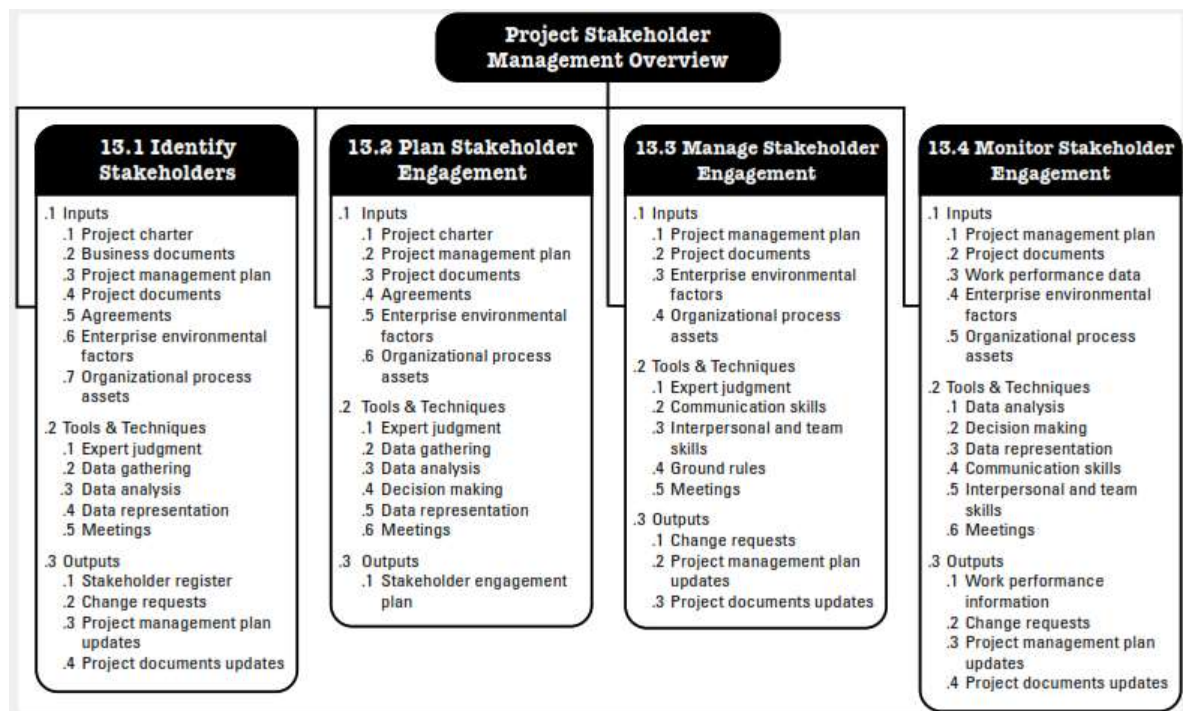 Project Stakeholder
Management Overview
13.1 Identify
Stakeholders
.1 Inputs
.1 Project charter
.2 Business documents
.3 Project management plan
.4 Project documents
.5 Agreements
.6 Enterprise environmental
factors
.7 Organizational process
assets
.2 Tools & Techniques
.1 Expert judgment
.2 Data gathering
.3 Data analysis
.4 Data representation
.5 Meetings
.3 Outputs
.1 Stakeholder register
.2 Change requests
.3 Project management plan
updates
.4 Project documents updates
13.2 Plan Stakeholder
Engagement
.1 Inputs
.1 Project charter
.2 Project management plan
.3 Project documents
.4 Agreements
.5 Enterprise environmental
factors
.6 Organizational process
assets
.2 Tools & Techniques
.1 Expert judgment
.2 Data gathering
.3 Data analysis
.4 Decision making
.5 Data representation
.6 Meetings
.3 Outputs
.1 Stakeholder engagement
plan
13.3 Manage Stakeholder
Engagement
.1 Inputs
.1 Project management plan
.2 Project documents
.3 Enterprise environmental
factors
.4 Organizational process
assets
.2 Tools & Techniques
.1 Expert judgment
.2 Communication skills
.3 Interpersonal and team
skills
.4 Ground rules
.5 Meetings
.3 Outputs
.1 Change requests
.2 Project management plan
updates
.3 Project documents updates
13.4 Monitor Stakeholder
Engagement
.1 Inputs
.1 Project management plan
.2 Project documents
.3 Work performance data
.4 Enterprise environmental
factors
.5 Organizational process
assets
.2 Tools & Techniques
.1 Data analysis
.2 Decision making
.3 Data representation
.4 Communication skills
.5 Interpersonal and team
skills
.6 Meetings
.3 Outputs
.1 Work performance
information
.2 Change requests
.3 Project management plan
updates
.4 Project documents updates